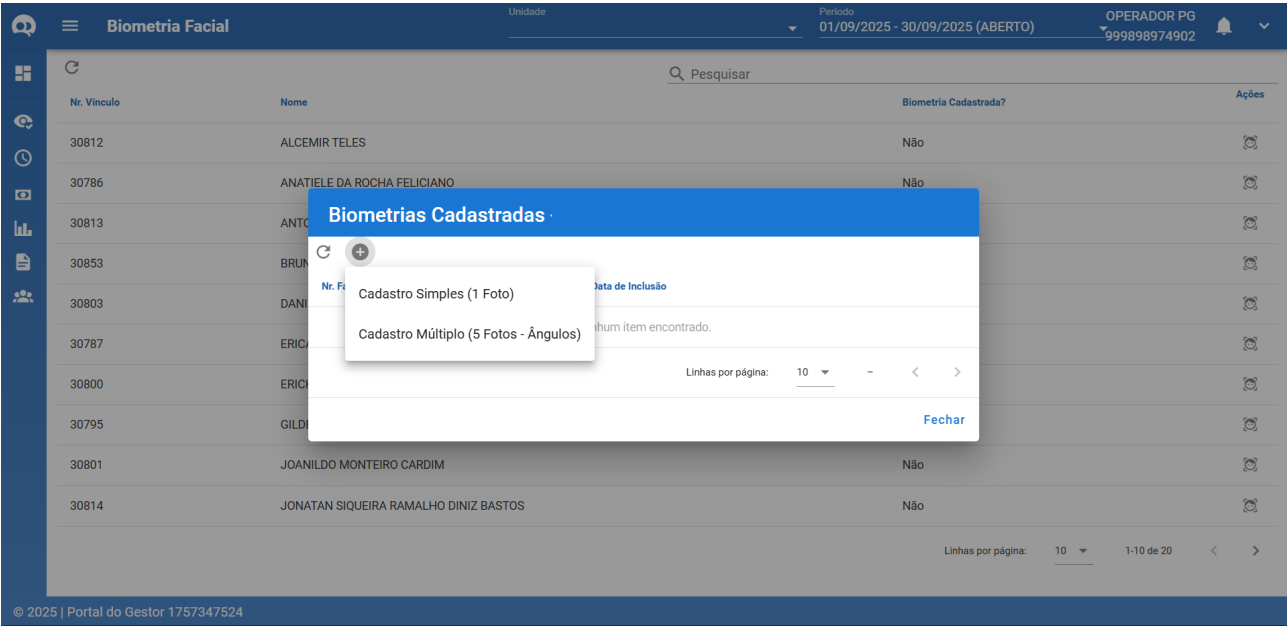 Biometria Facial
Unidade
Período
01/09/2025 - 30/09/2025 (ABERTO)
OPERADOR PG
999898974902
Pesquisar
Nr. Vínculo Nome Biometria Cadastrada? Ações
30812 ALCEMIR TELES Não
30786 ANATIELE DA ROCHA FELICIANO Não
30813
30853
30803
30787
30800
30795
30801 JOANILDO MONTEIRO CARDIM Não
30814 JONATAN SIQUEIRA RAMALHO DINIZ BASTOS Não
Linhas por página: 10 1-10 de 20
Biometrias Cadastradas
Nr. Data de Inclusão
Cadastro Simples (1 Foto)
Cadastro Múltiplo (5 Fotos - Ângulos)
item encontrado.
Linhas por página: 10 –
Fechar
© 2025 | Portal do Gestor 1757347524